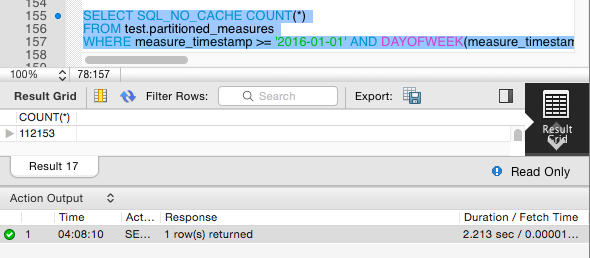 154
155 SELECT SQL_NO_CACHE COUNT(*)
156 FROM test.partitioned_measures
157 WHERE measure_timestamp >= '2016-01-01' AND DAYOFWEEK(measure_timestam
158
100% 78:157
Result Grid Filter Rows: Search Export:
COUNT(*)
112153
Result
Grid
Result 17
Read Only
Action Output
Time Act... Response Duration / Fetch Time
1 04:08:10 SE... 1 row(s) returned 2.213 sec / 0.00001...